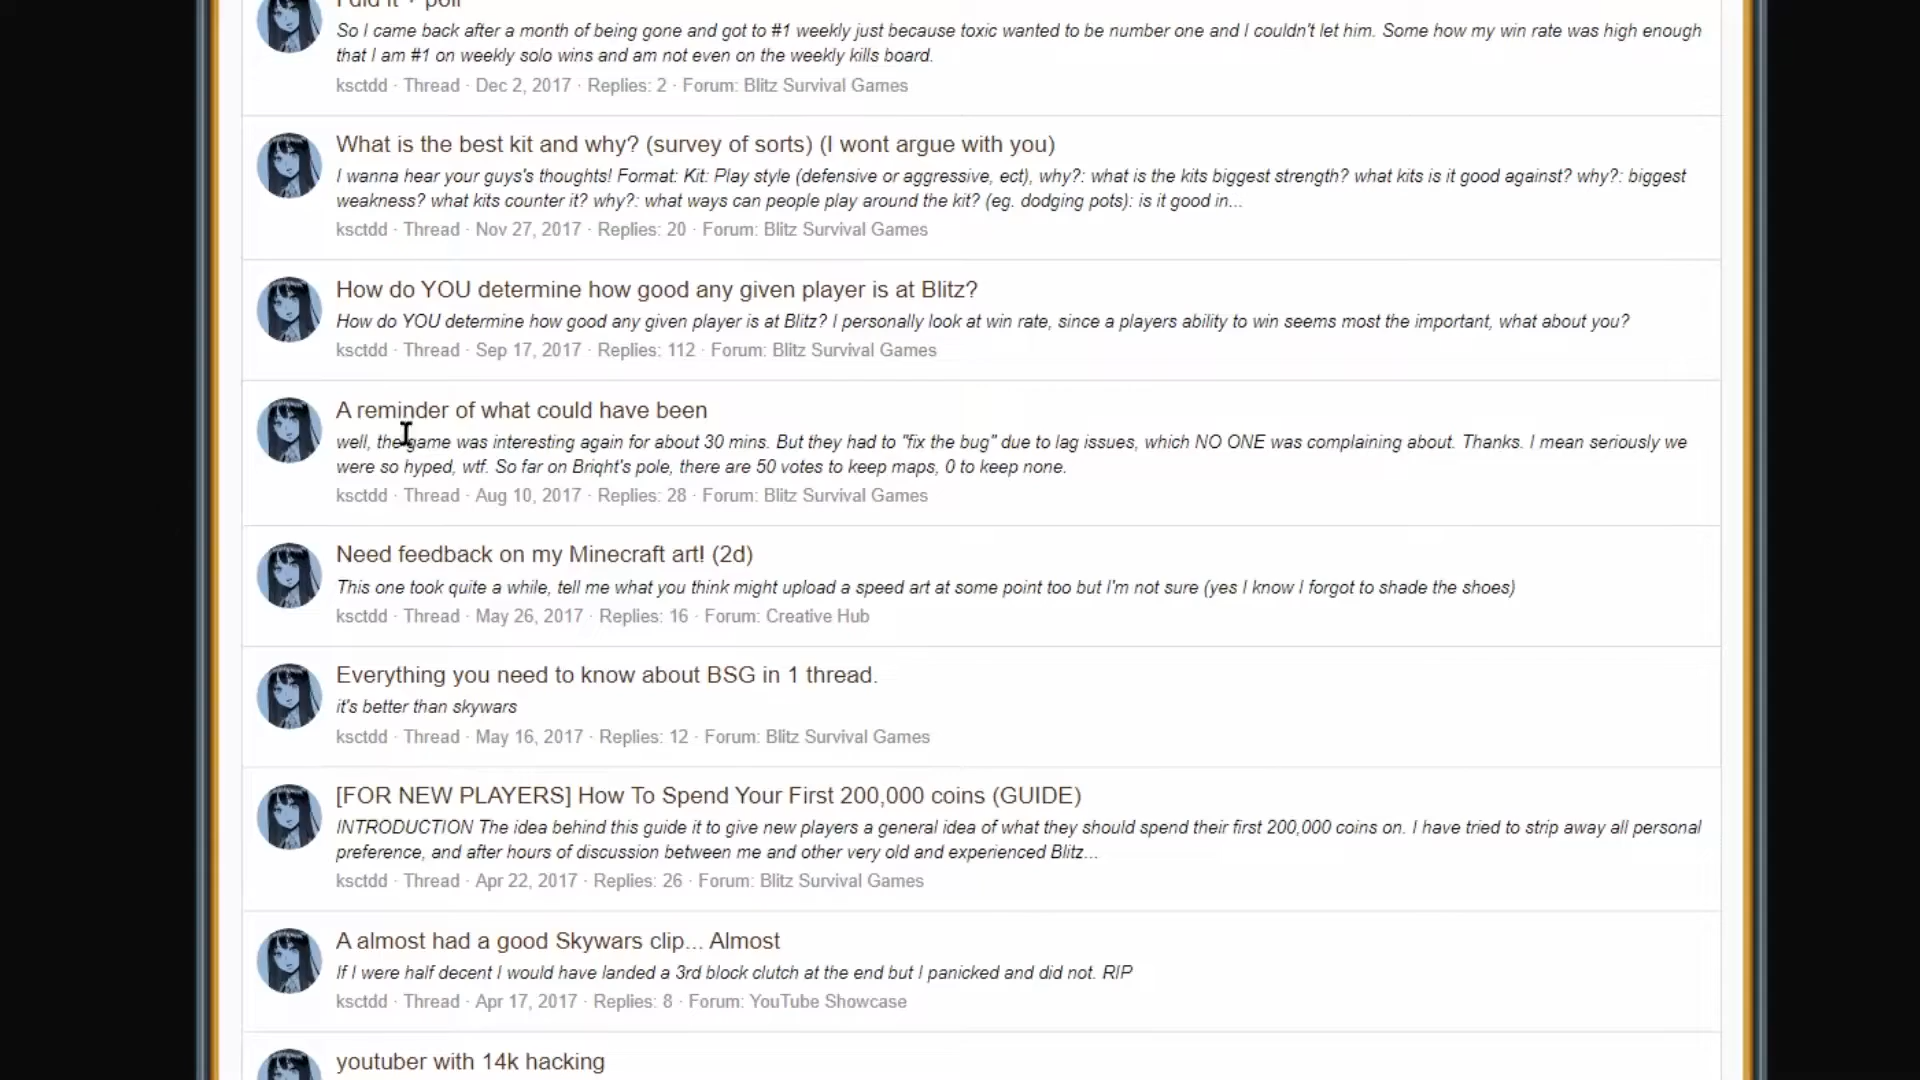 I did it + poll
So I came back after a month of being gone and got to #1 weekly just because toxic wanted to be number one and I couldn't let him. Some how my win rate was high enough
that I am #1 on weekly solo wins and am not even on the weekly kills board.
ksctdd · Thread · Dec 2, 2017 · Replies: 2 · Forum: Blitz Survival Games
What is the best kit and why? (survey of sorts) (I wont argue with you)
I wanna hear your guys's thoughts! Format: Kit: Play style (defensive or aggressive, ect), why?: what is the kits biggest strength? what kits is it good against? why?: biggest
weakness? what kits counter it? why?: what ways can people play around the kit? (eg. dodging pots): is it good in...
ksctdd · Thread · Nov 27, 2017 · Replies: 20 · Forum: Blitz Survival Games
How do YOU determine how good any given player is at Blitz?
How do YOU determine how good any given player is at Blitz? I personally look at win rate, since a players ability to win seems most the important, what about you?
ksctdd · Thread · Sep 17, 2017 · Replies: 112 · Forum: Blitz Survival Games
A reminder of what could have been
well, the game was interesting again for about 30 mins. But they had to "fix the bug" due to lag issues, which NO ONE was complaining about. Thanks. I mean seriously we
were so hyped, wtf. So far on Briqht's pole, there are 50 votes to keep maps, 0 to keep none.
ksctdd · Thread · Aug 10, 2017 · Replies: 28 · Forum: Blitz Survival Games
Need feedback on my Minecraft art! (2d)
This one took quite a while, tell me what you think might upload a speed art at some point too but I'm not sure (yes I know I forgot to shade the shoes)
ksctdd · Thread · May 26, 2017 · Replies: 16 · Forum: Creative Hub
Everything you need to know about BSG in 1 thread.
it's better than skywars
ksctdd · Thread · May 16, 2017 · Replies: 12 · Forum: Blitz Survival Games
[FOR NEW PLAYERS] How To Spend Your First 200,000 coins (GUIDE)
INTRODUCTION The idea behind this guide it to give new players a general idea of what they should spend their first 200,000 coins on. I have tried to strip away all personal
preference, and after hours of discussion between me and other very old and experienced Blitz...
ksctdd · Thread · Apr 22, 2017 · Replies: 26 · Forum: Blitz Survival Games
A almost had a good Skywars clip... Almost
If I were half decent I would have landed a 3rd block clutch at the end but I panicked and did not. RIP
ksctdd · Thread · Apr 17, 2017 · Replies: 8 · Forum: YouTube Showcase
youtuber with 14k hacking